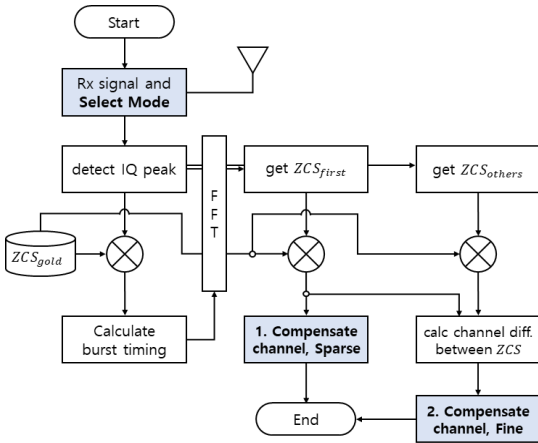 Start
Rx signal and
Select Mode
detect IQ peak
FFT
get ZCS_first
get ZCS_others
ZCS_gold
Calculate
burst timing
1. Compensate
channel, Sparse
calc channel diff.
between ZCS
End
2. Compensate
channel, Fine